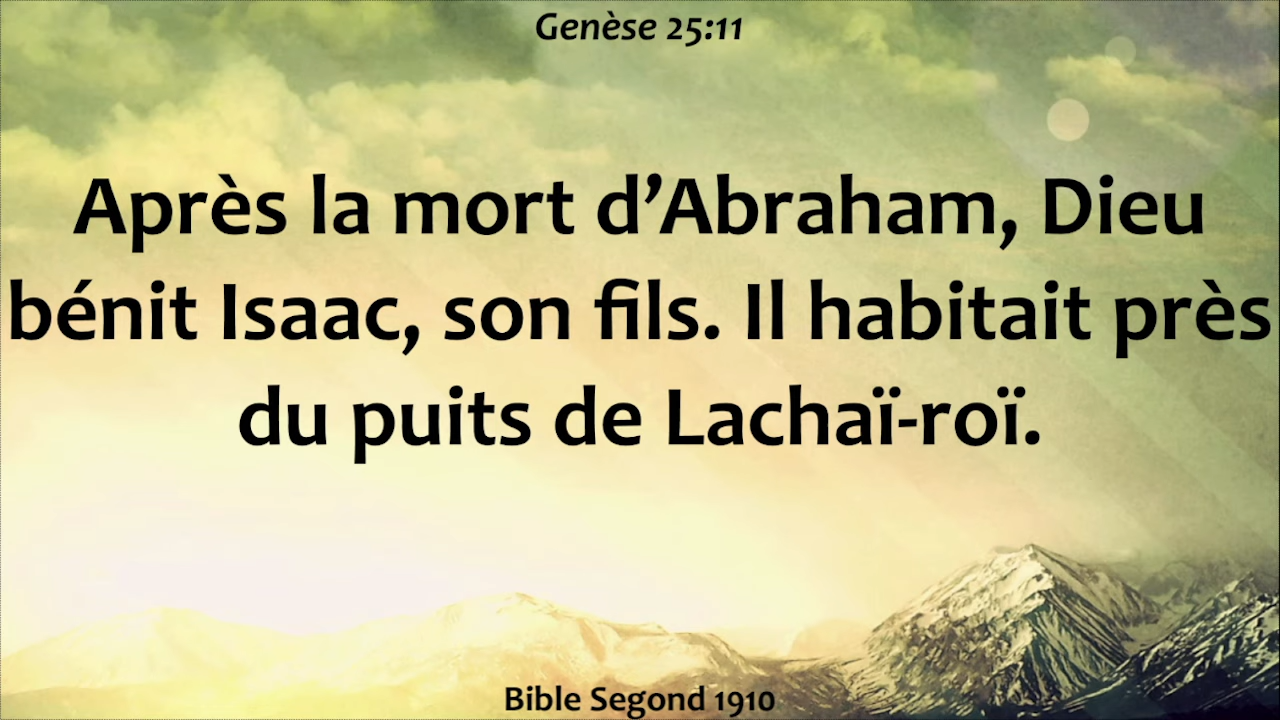 Genèse 25:11
Après la mort d’Abraham, Dieu
bénit Isaac, son fils. Il habitait près
du puits de Lachaï-roï.
Bible Segond 1910